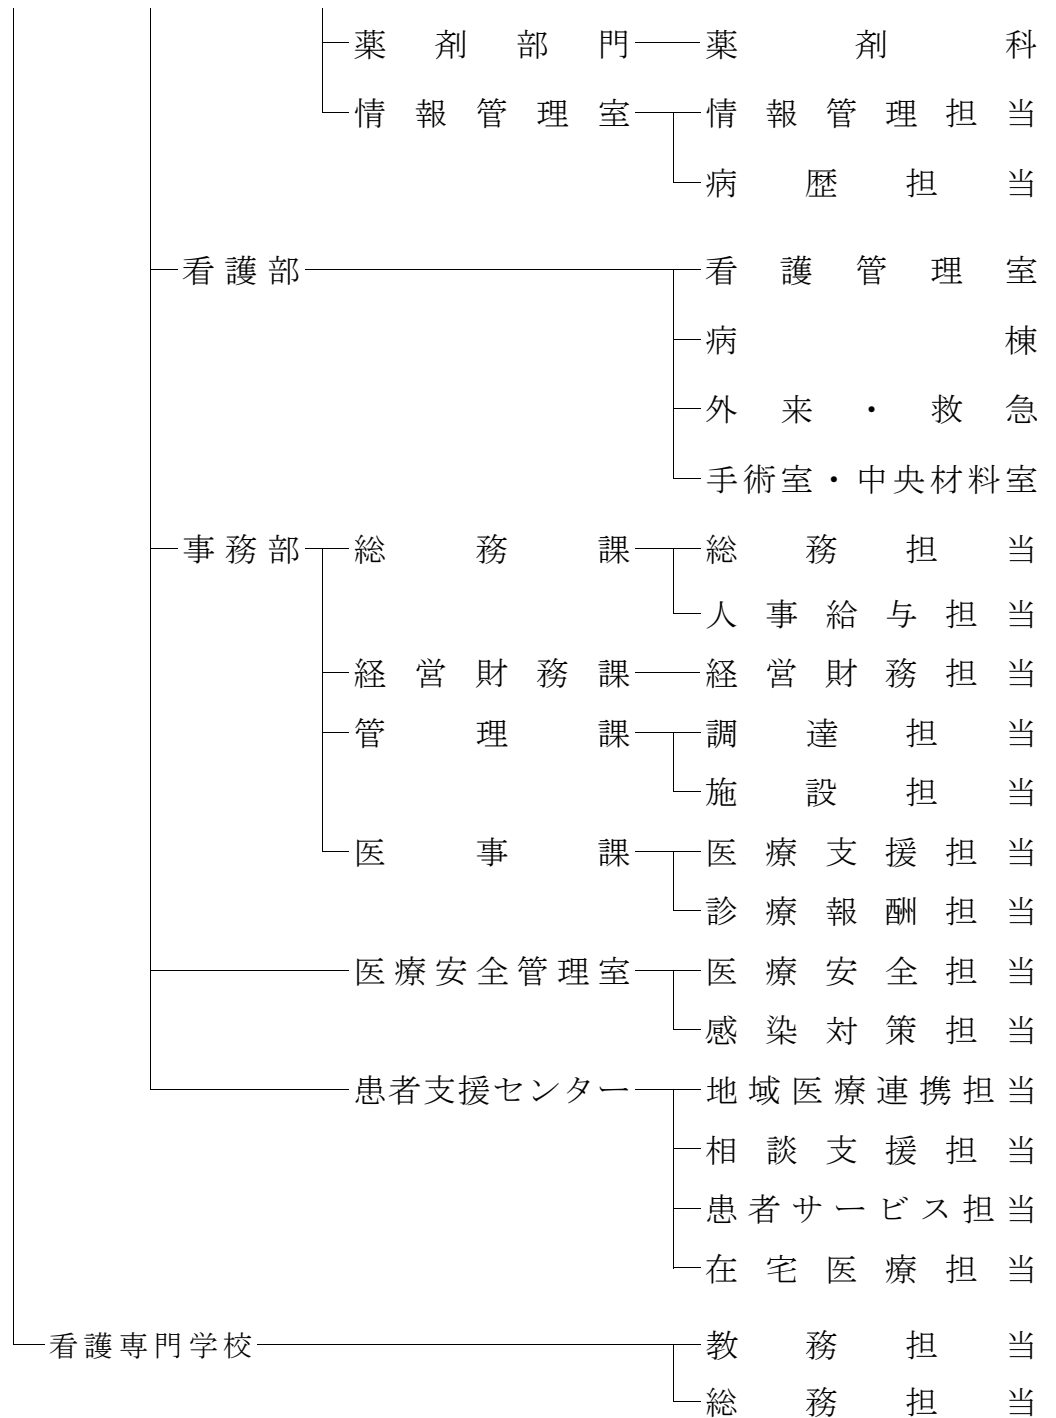 薬剤部門 薬剤科
情報管理室 情報管理担当
病歴担当
看護部 看護管理室
病棟
外来・救急
手術室・中央材料室
事務部 総務課 総務担当
人事給与担当
経営財務課 経営財務担当
管理課 調達担当
施設担当
医事課 医療支援担当
診療報酬担当
医療安全管理室 医療安全担当
感染対策担当
患者支援センター 地域医療連携担当
相談支援担当
患者サービス担当
在宅医療担当
看護専門学校 教務担当
総務担当